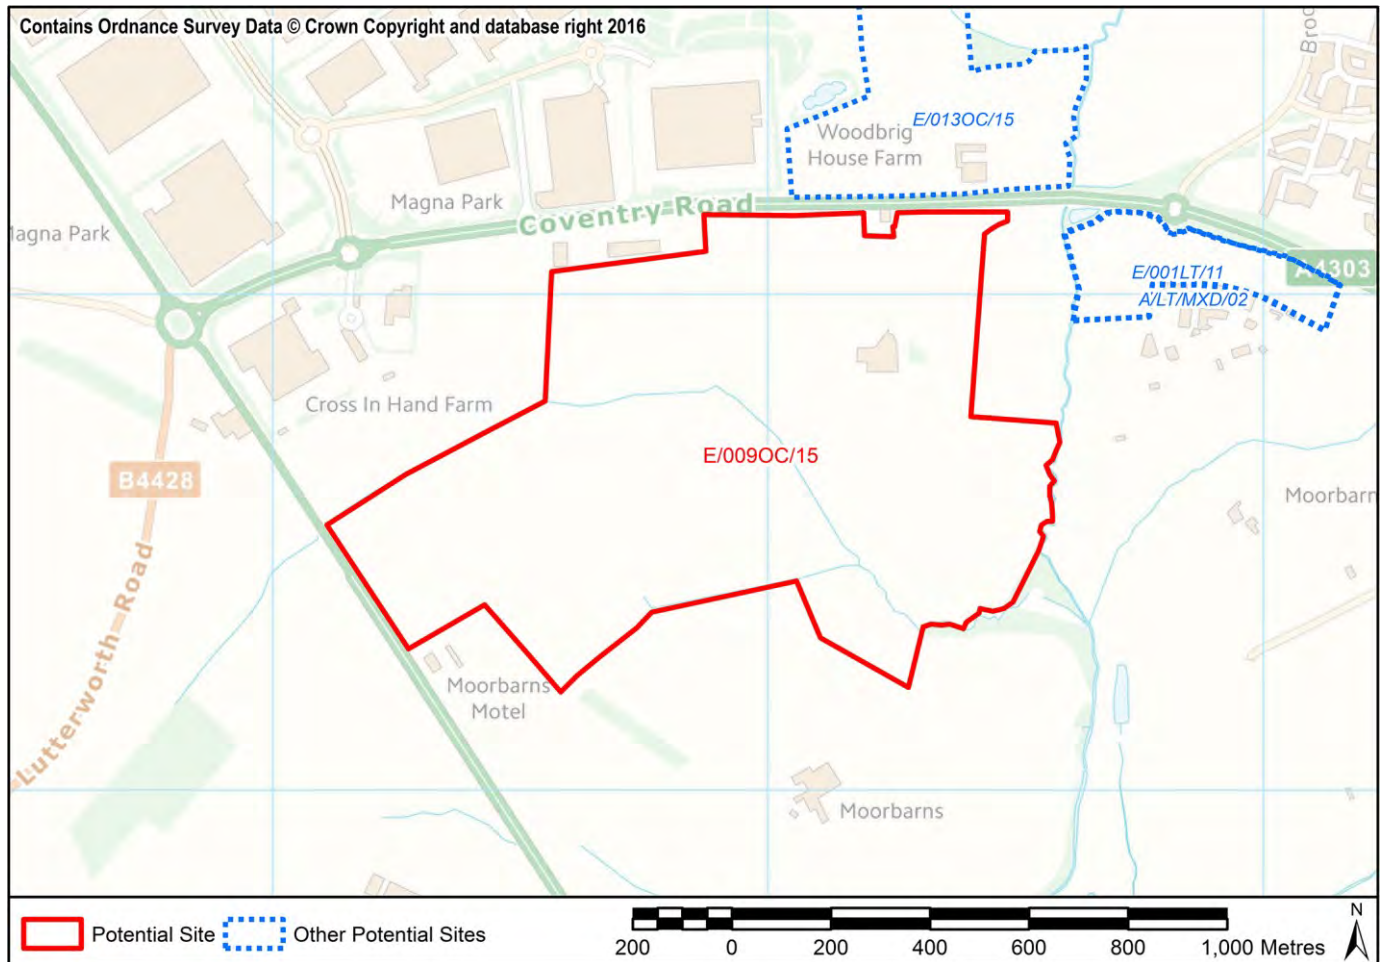 Contains Ordnance Survey Data © Crown Copyright and database right 2016
E/013OC/15
Woodbrig
House Farm
Magna Park
Coventry Road
Magna Park
E/001LT/11
A/LT/MXD/02
A4303
Cross In Hand Farm
E/009OC/15
B4428
Moorbarn
Lutterworth Road
Moorbarns
Motel
Moorbarns
Potential Site
Other Potential Sites
200 0 200 400 600 800 1,000 Metres
N